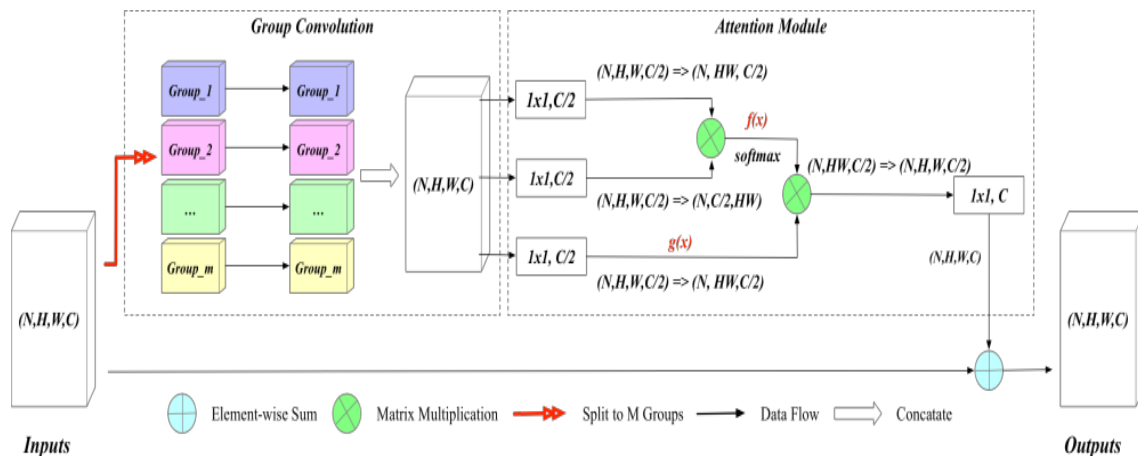 Group Convolution
Attention Module
Group_1
Group_1
Group_2
Group_2
...
...
Group_m
Group_m
(N,H,W,C)
(N,H,W,C)
1x1,C/2
(N,H,W,C/2) => (N, HW, C/2)
f(x)
softmax
1x1,C/2
(N,H,W,C/2) => (N,C/2,HW)
g(x)
1x1, C/2
(N,H,W,C/2) => (N, HW,C/2)
(N,HW,C/2) => (N,H,W,C/2)
1x1, C
(N,H,W,C)
(N,H,W,C)
Inputs
Element-wise Sum
Matrix Multiplication
Split to M Groups
Data Flow
Concatate
Outputs